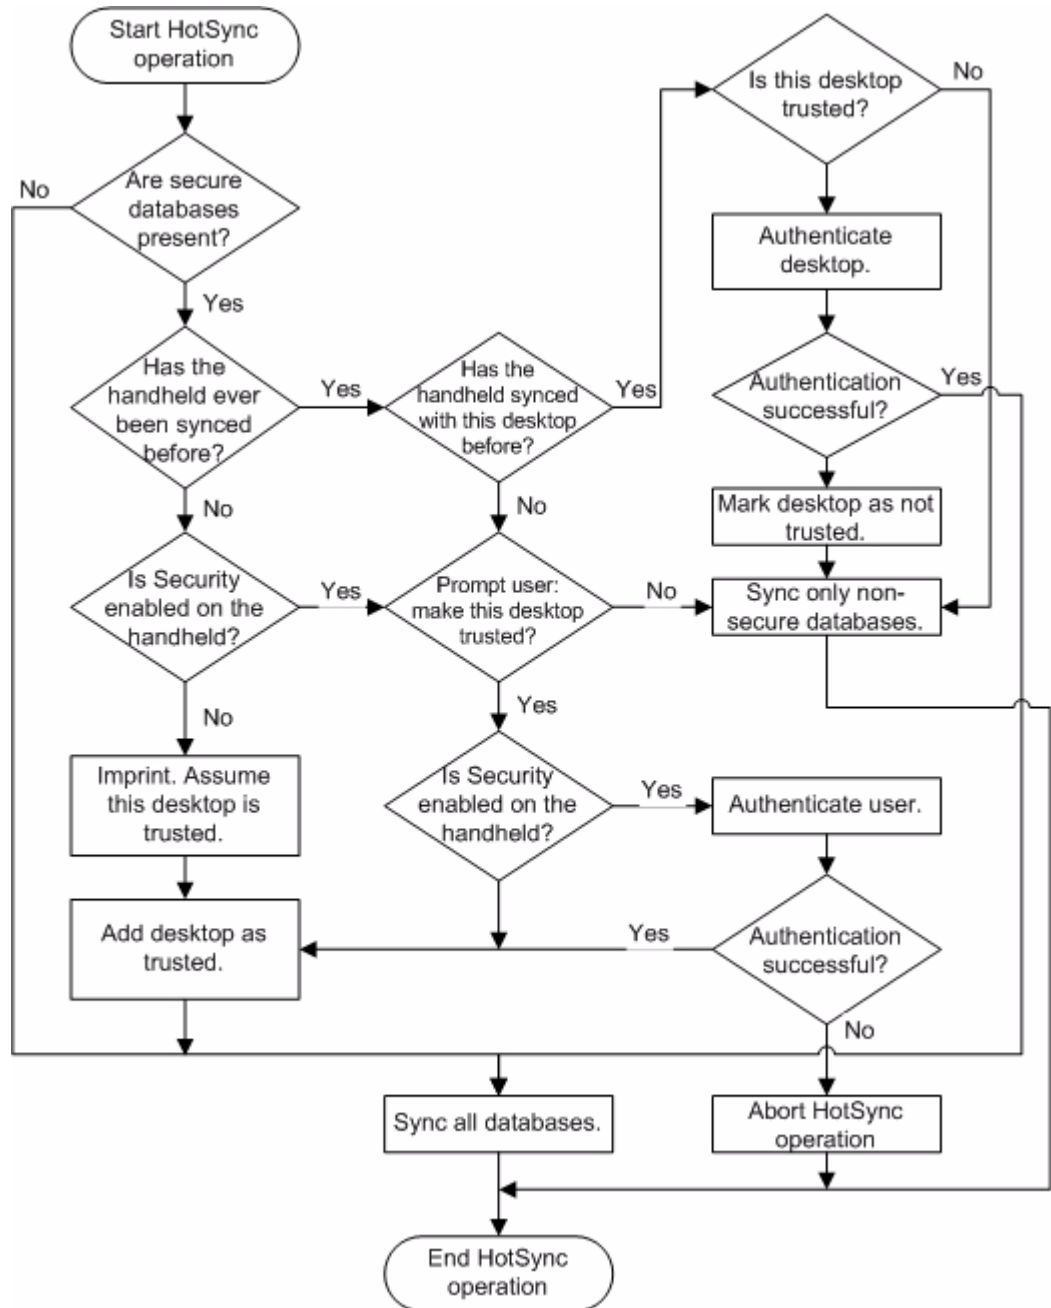 Start HotSync
operation
Is this desktop
trusted?
No
Are secure
databases
present?
No
Authenticate
desktop.
Yes
Has the
handheld ever
been synced
before?
Yes
Has the
handheld synced
with this desktop
before?
Yes
Authentication
successful?
Yes
No
No
Mark desktop as not
trusted.
Is Security
enabled on the
handheld?
Yes
Prompt user:
make this desktop
trusted?
No
Sync only non-
secure databases.
No
Yes
Imprint. Assume
this desktop is
trusted.
Is Security
enabled on the
handheld?
Yes
Authenticate user.
Add desktop as
trusted.
Yes
Authentication
successful?
No
Sync all databases.
Abort HotSync
operation
End HotSync
operation